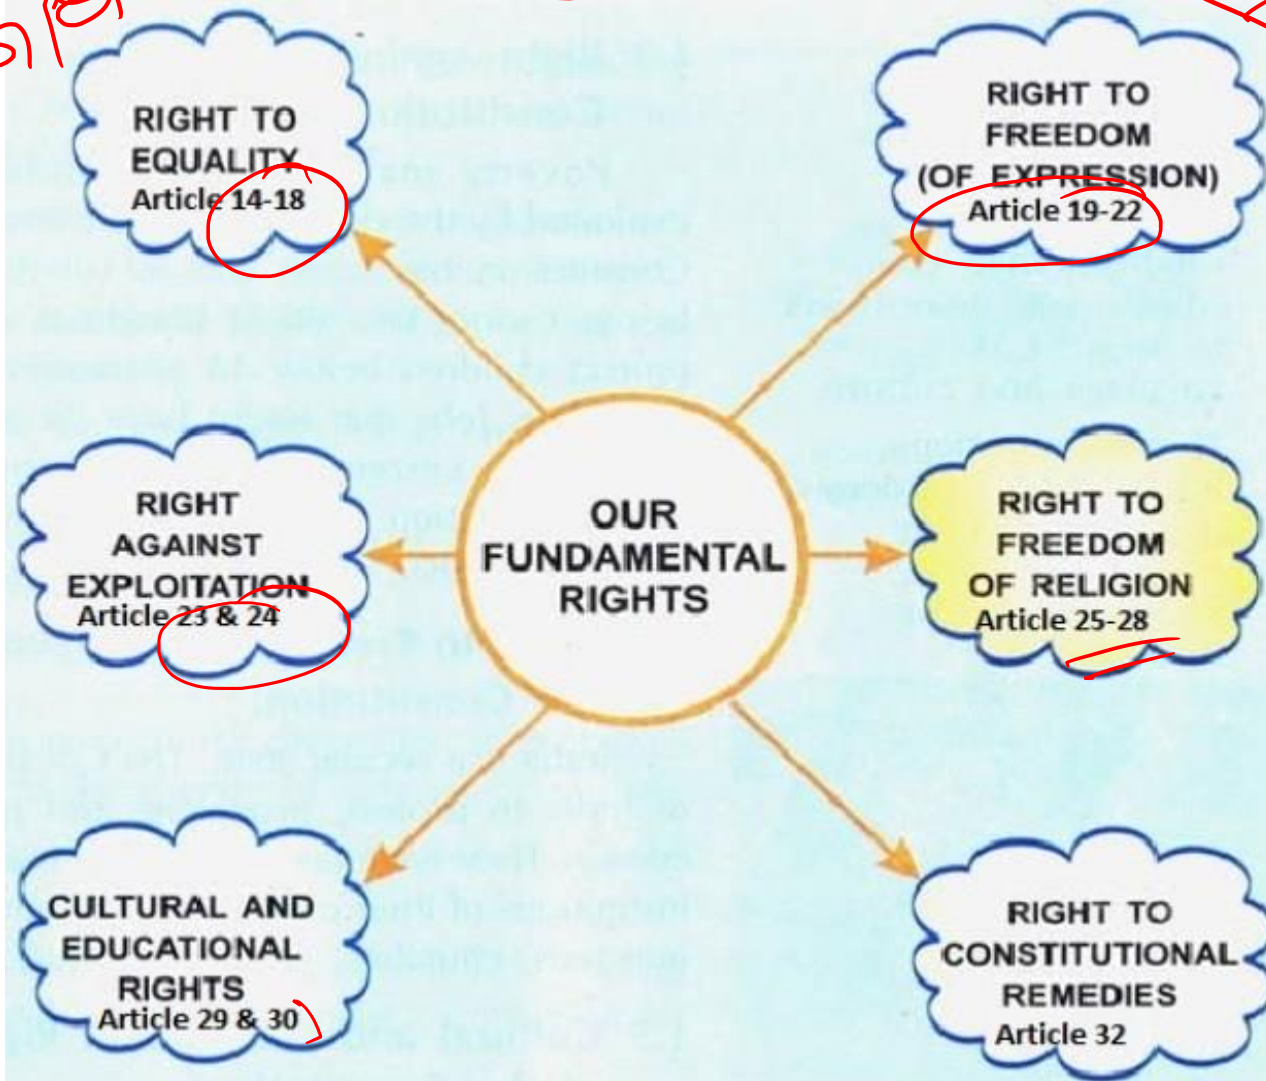 RIGHT TO
EQUALITY
Article 14-18
RIGHT TO
FREEDOM
(OF EXPRESSION)
Article 19-22
RIGHT
AGAINST
EXPLOITATION
Article 23 & 24
OUR
FUNDAMENTAL
RIGHTS
RIGHT TO
FREEDOM
OF RELIGION
Article 25-28
CULTURAL AND
EDUCATIONAL
RIGHTS
Article 29 & 30
RIGHT TO
CONSTITUTIONAL
REMEDIES
Article 32